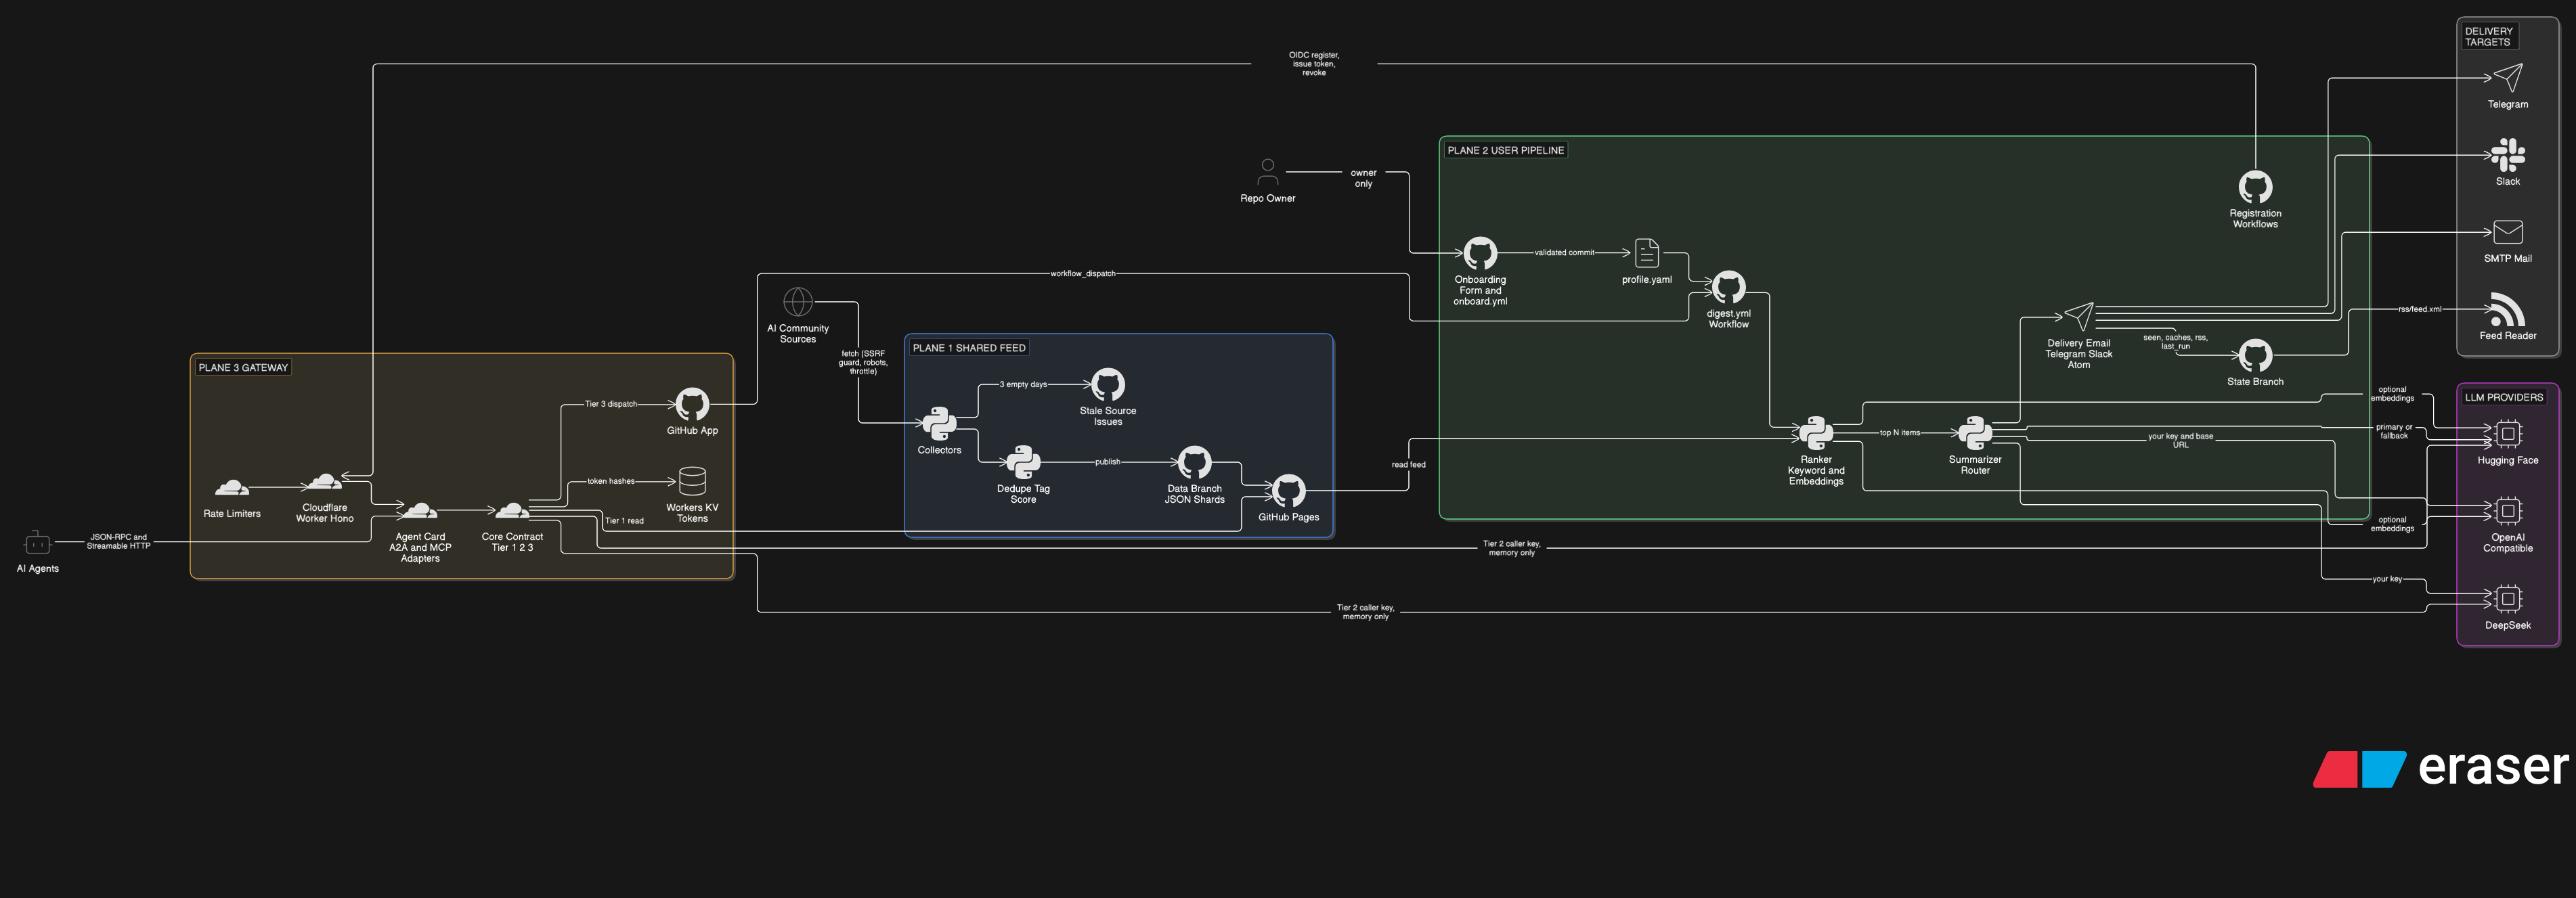 DELIVERY
TARGETS
Telegram
Slack
SMTP Mail
rss/feed.xml
Feed Reader
OIDC register,
issue token,
revoke
Repo Owner
owner
only
PLANE 2 USER PIPELINE
Registration
Workflows
Onboarding
Form and
onboard.yml
validated commit
profile.yaml
digest.yml
Workflow
workflow_dispatch
Delivery Email
Telegram Slack
Atom
seen, caches, rss,
last_run
State Branch
Ranker
Keyword and
Embeddings
top N items
Summarizer
Router
AI Community
Sources
fetch (SSRF
guard, robots,
throttle)
PLANE 1 SHARED FEED
Collectors
3 empty days
Stale Source
Issues
Dedupe Tag
Score
publish
Data Branch
JSON Shards
GitHub Pages
read feed
PLANE 3 GATEWAY
Rate Limiters
Cloudflare
Worker Hono
Agent Card
A2A and MCP
Adapters
Core Contract
Tier 1 2 3
Tier 3 dispatch
GitHub App
token hashes
Workers KV
Tokens
Tier 1 read
AI Agents
JSON-RPC and
Streamable HTTP
Tier 2 caller key,
memory only
Tier 2 caller key,
memory only
optional
embeddings
primary or
fallback
your key and base
URL
optional
embeddings
your key
LLM PROVIDERS
Hugging Face
OpenAI
Compatible
DeepSeek
eraser